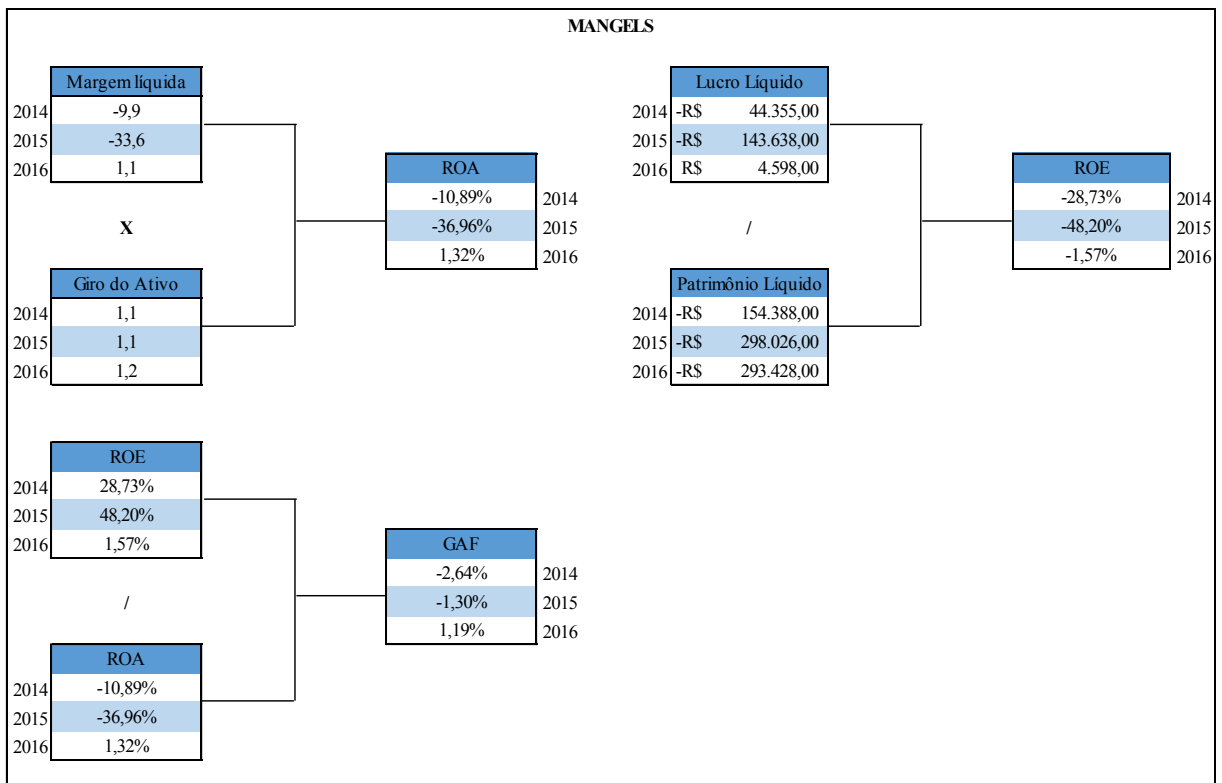 MANGELS
Margem líquida
2014 -9,9
2015 -33,6
2016 1,1
X
Giro do Ativo
2014 1,1
2015 1,1
2016 1,2
ROA
-10,89% 2014
-36,96% 2015
1,32% 2016
Lucro Líquido
2014 -R$ 44.355,00
2015 -R$ 143.638,00
2016 R$ 4.598,00
/
Patrimônio Líquido
2014 -R$ 154.388,00
2015 -R$ 298.026,00
2016 -R$ 293.428,00
ROE
-28,73% 2014
-48,20% 2015
-1,57% 2016
ROE
2014 28,73%
2015 48,20%
2016 1,57%
/
ROA
2014 -10,89%
2015 -36,96%
2016 1,32%
GAF
-2,64% 2014
-1,30% 2015
1,19% 2016